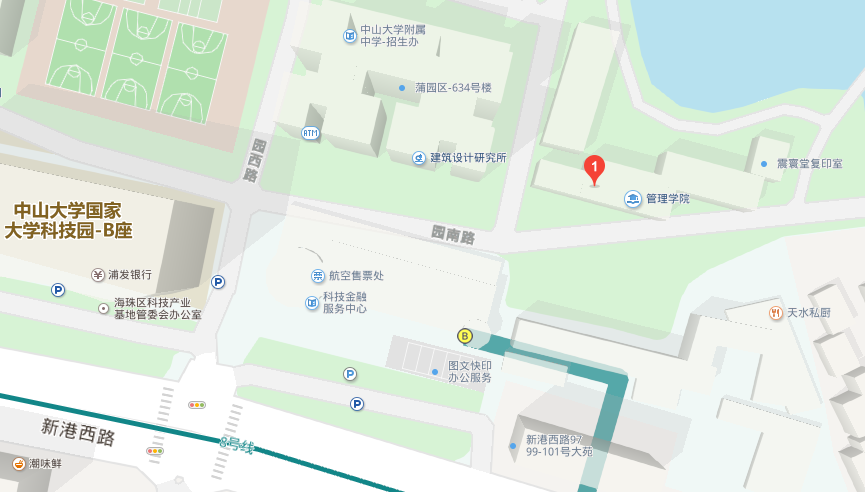 中山大学附属
中学-招生办
蒲园区-634号楼
ATM
建筑设计研究所
园西路
1
管理学院
震寰堂复印室
中山大学国家
大学科技园-B座
园南路
¥
浦发银行
P
P
航空售票处
科技金融
服务中心
海珠区科技产业
基地管委会办公室
天水私厨
B
图文快印
办公服务
P
P
新港西路
8号线
新港西路97
99-101号大苑
潮味鲜